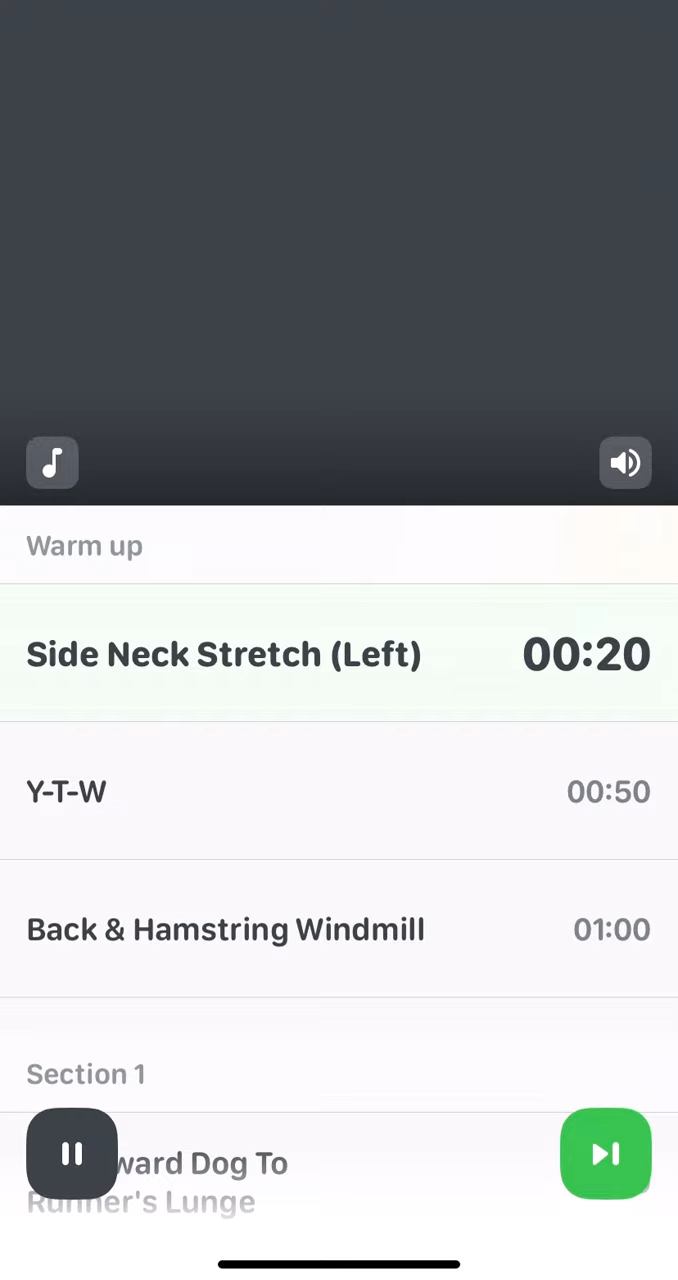 Warm up
Side Neck Stretch (Left) 00:20
Y-T-W 00:50
Back & Hamstring Windmill 01:00
Section 1
Dog To
Runner's Lunge